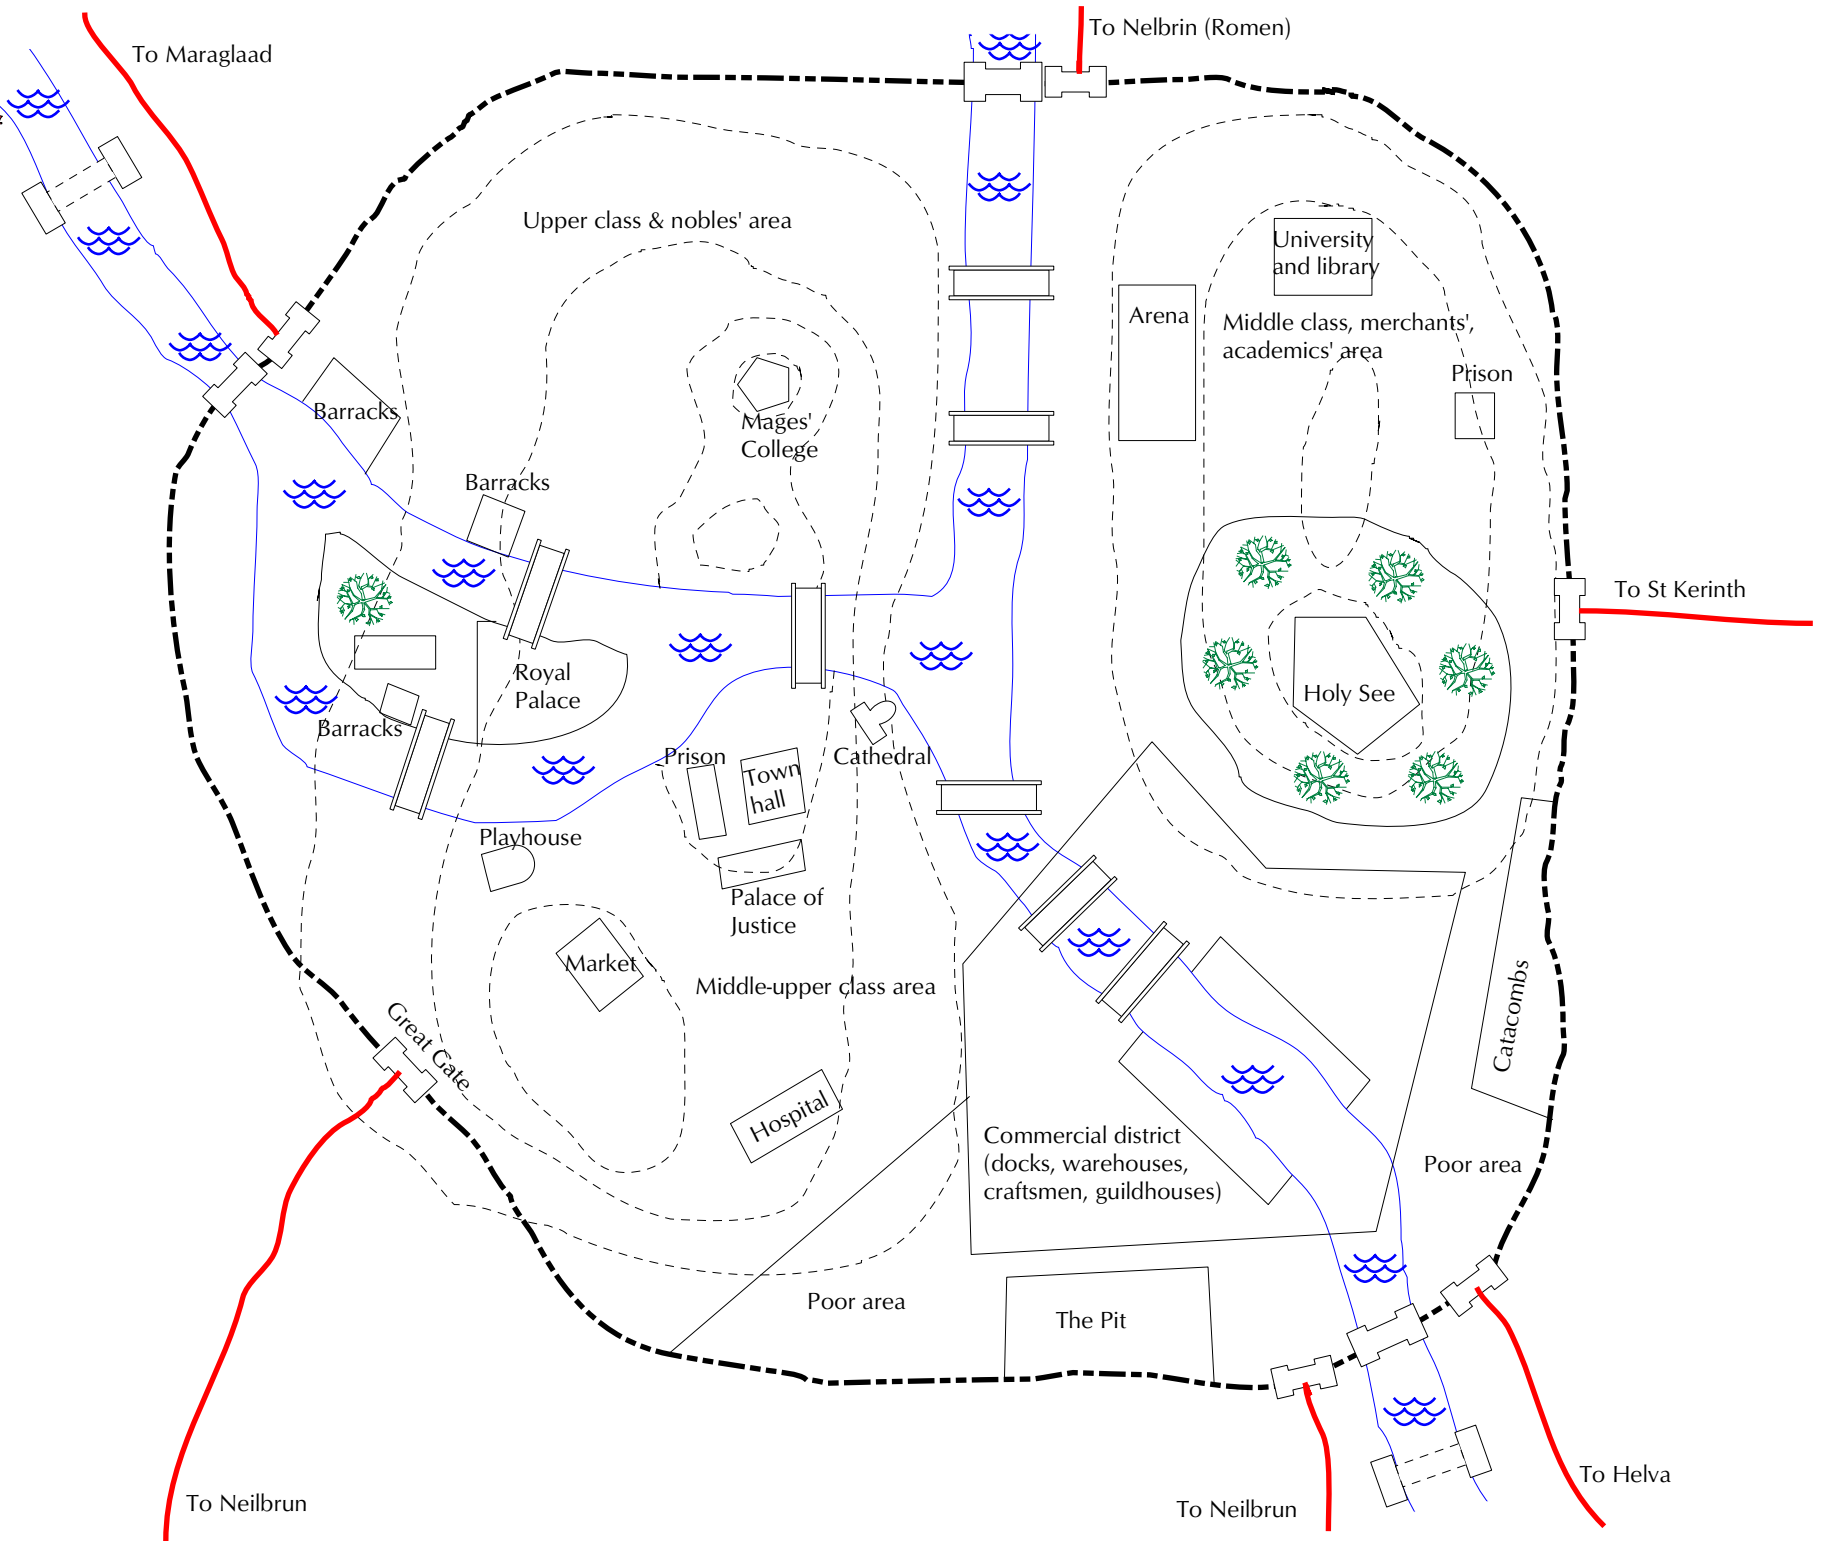 To Nelbrin (Romen)
To Maraglaad
Upper class & nobles' area
University
and library
Arena
Middle class, merchants',
academics' area
Prison
Barracks
Mages'
College
Barracks
To St Kerinth
Royal
Palace
Holy See
Barracks
Prison
Town
hall
Cathedral
Playhouse
Palace of
Justice
Market
Middle-upper class area
Great Gate
Catacombs
Hospital
Commercial district
(docks, warehouses,
craftsmen, guildhouses)
Poor area
Poor area
The Pit
To Helva
To Neilbrun
To Neilbrun